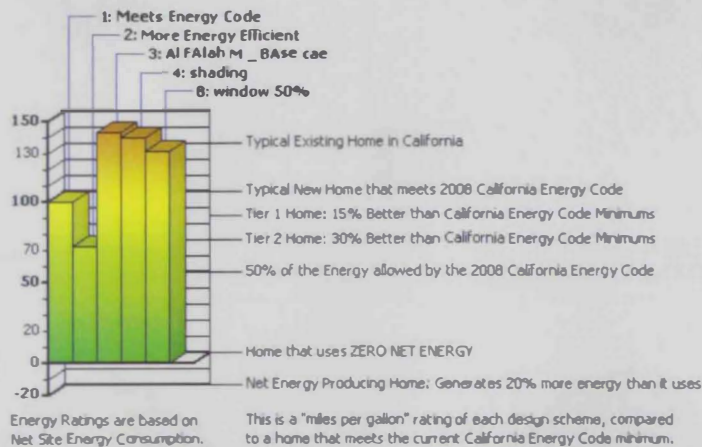 1: Meets Energy Code
2: More Energy Efficient
3: Al FAlah M _ BAse cae
4: shading
6: window 50%
150
130
100
70
50
20
0
-20
Typical Existing Home in California
Typical New Home that meets 2008 California Energy Code
Tier 1 Home: 15% Better than California Energy Code Minimums
Tier 2 Home: 30% Better than California Energy Code Minimums
50% of the Energy allowed by the 2008 California Energy Code
Home that uses ZERO NET ENERGY
Net Energy Producing Home: Generates 20% more energy than it uses
Energy Ratings are based on
Net Site Energy Consumption.
This is a "miles per gallon" rating of each design scheme, compared
to a home that meets the current California Energy Code minimum.